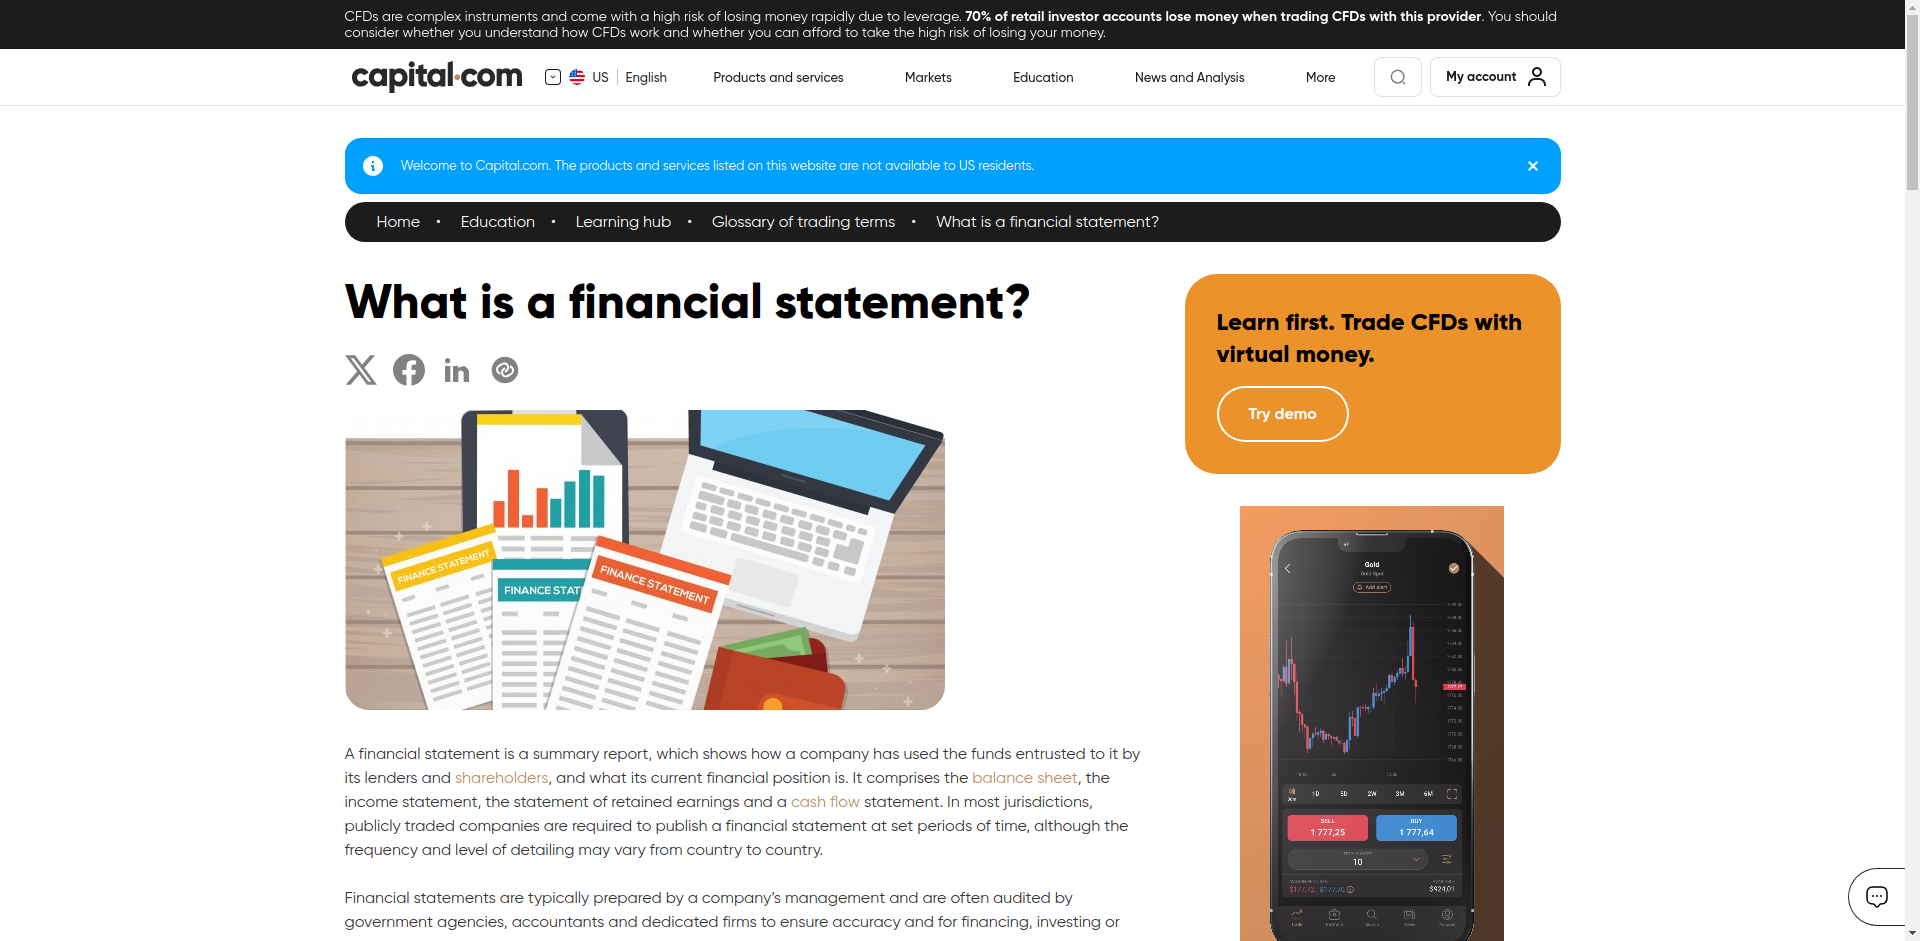 CFDs are complex instruments and come with a high risk of losing money rapidly due to leverage. 70% of retail investor accounts lose money when trading CFDs with this provider. You should
consider whether you understand how CFDs work and whether you can afford to take the high risk of losing your money.
capital.com
US English
Products and services
Markets
Education
News and Analysis
More
My account
Welcome to Capital.com. The products and services listed on this website are not available to US residents.
Home • Education • Learning hub • Glossary of trading terms • What is a financial statement?
What is a financial statement?
FINANCE STATEMENT
FINANCE STAT
FINANCE STATEMENT
A financial statement is a summary report, which shows how a company has used the funds entrusted to it by
its lenders and shareholders, and what its current financial position is. It comprises the balance sheet, the
income statement, the statement of retained earnings and a cash flow statement. In most jurisdictions,
publicly traded companies are required to publish a financial statement at set periods of time, although the
frequency and level of detailing may vary from country to country.
Financial statements are typically prepared by a company’s management and are often audited by
government agencies, accountants and dedicated firms to ensure accuracy and for financing, investing or
Learn first. Trade CFDs with
virtual money.
Try demo
Gold
Gold Spot
Add alert
1D 5D 2W 3M 6M
SELL
1 777,25
BUY
1 777,64
10
$924.01